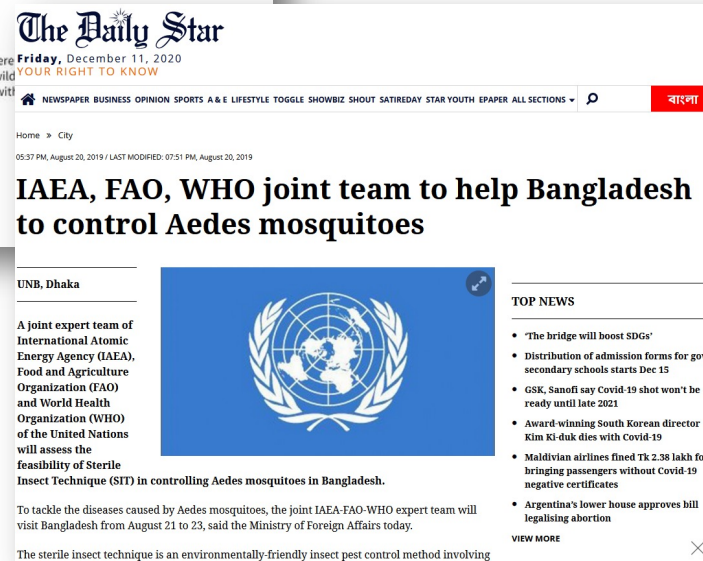 The Daily Star
Friday, December 11, 2020
YOUR RIGHT TO KNOW
NEWSPAPER BUSINESS OPINION SPORTS A & E LIFESTYLE TOGGLE SHOWBIZ SHOUT SATIREDAY STAR YOUTH EPAPER ALL SECTIONS
বাংলা
Home » City
05:37 PM, August 20, 2019 / LAST MODIFIED: 07:51 PM, August 20, 2019
IAEA, FAO, WHO joint team to help Bangladesh
to control Aedes mosquitoes
UNB, Dhaka
A joint expert team of
International Atomic
Energy Agency (IAEA),
Food and Agriculture
Organization (FAO)
and World Health
Organization (WHO)
of the United Nations
will assess the
feasibility of Sterile
Insect Technique (SIT) in controlling Aedes mosquitoes in Bangladesh.
To tackle the diseases caused by Aedes mosquitoes, the joint IAEA-FAO-WHO expert team will
visit Bangladesh from August 21 to 23, said the Ministry of Foreign Affairs today.
The sterile insect technique is an environmentally-friendly insect pest control method involving
TOP NEWS
‘The bridge will boost SDGs’
Distribution of admission forms for gov
secondary schools starts Dec 15
GSK, Sanofi say Covid-19 shot won't be
ready until late 2021
Award-winning South Korean director
Kim Ki-duk dies with Covid-19
Maldivian airlines fined Tk 2.38 lakh fo
bringing passengers without Covid-19
negative certificates
Argentina's lower house approves bill
legalising abortion
VIEW MORE